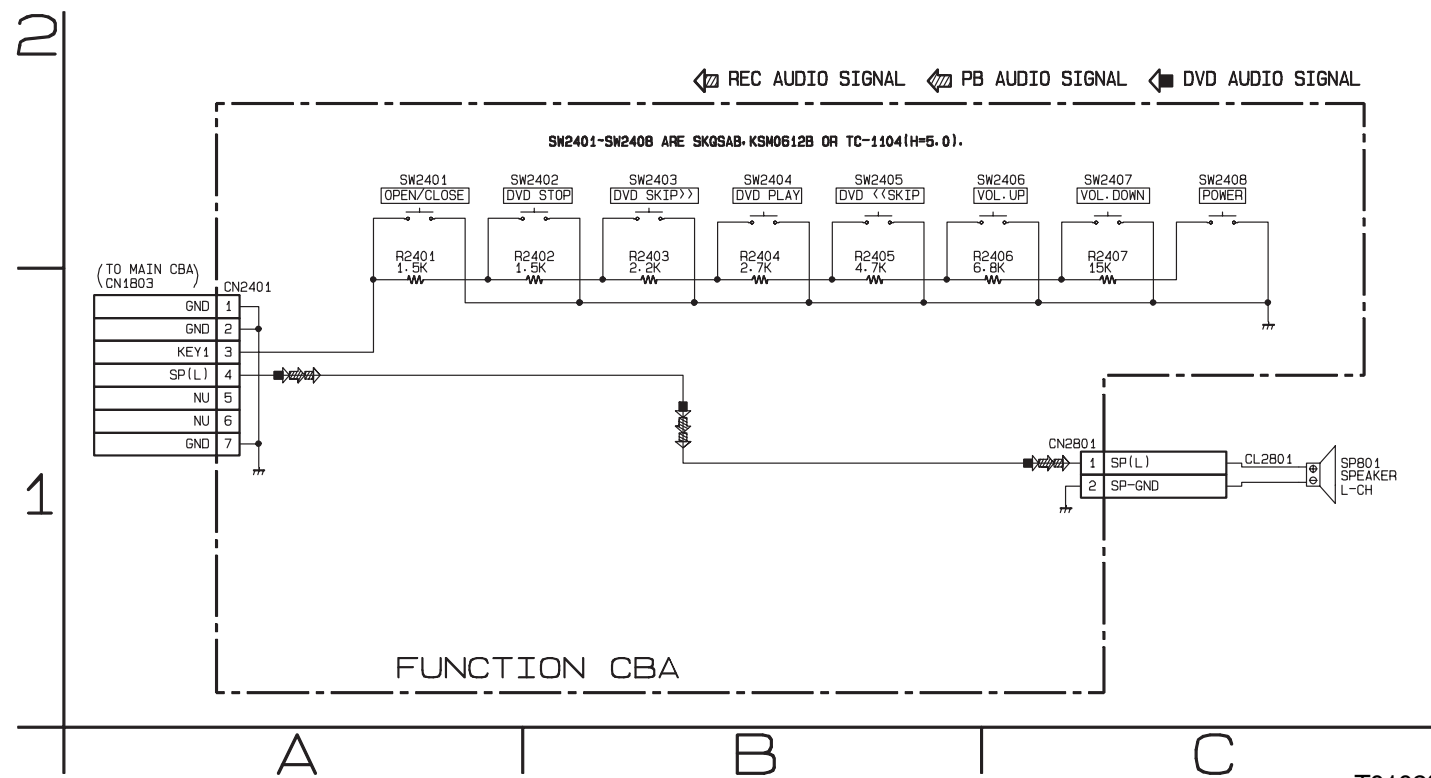 2
REC AUDIO SIGNAL PB AUDIO SIGNAL DVD AUDIO SIGNAL
SW2401~SW2408 ARE SKQSAB,KSM0612B OR TC-1104(H=5.0).
SW2401 SW2402 SW2403 SW2404 SW2405 SW2406 SW2407 SW2408
OPEN/CLOSE DVD STOP DVD SKIP>> DVD PLAY DVD <<SKIP VOL.UP VOL.DOWN POWER
R2401 R2402 R2403 R2404 R2405 R2406 R2407
1.5K 1.5K 2.2K 2.7K 4.7K 6.8K 15K
(TO MAIN CBA)
CN1803
CN2401
GND 1
GND 2
KEY1 3
SP(L) 4
NU 5
NU 6
GND 7
CN2801
1 SP(L)
2 SP-GND
CL2801
SP801
SPEAKER
L-CH
1
FUNCTION CBA
A B C